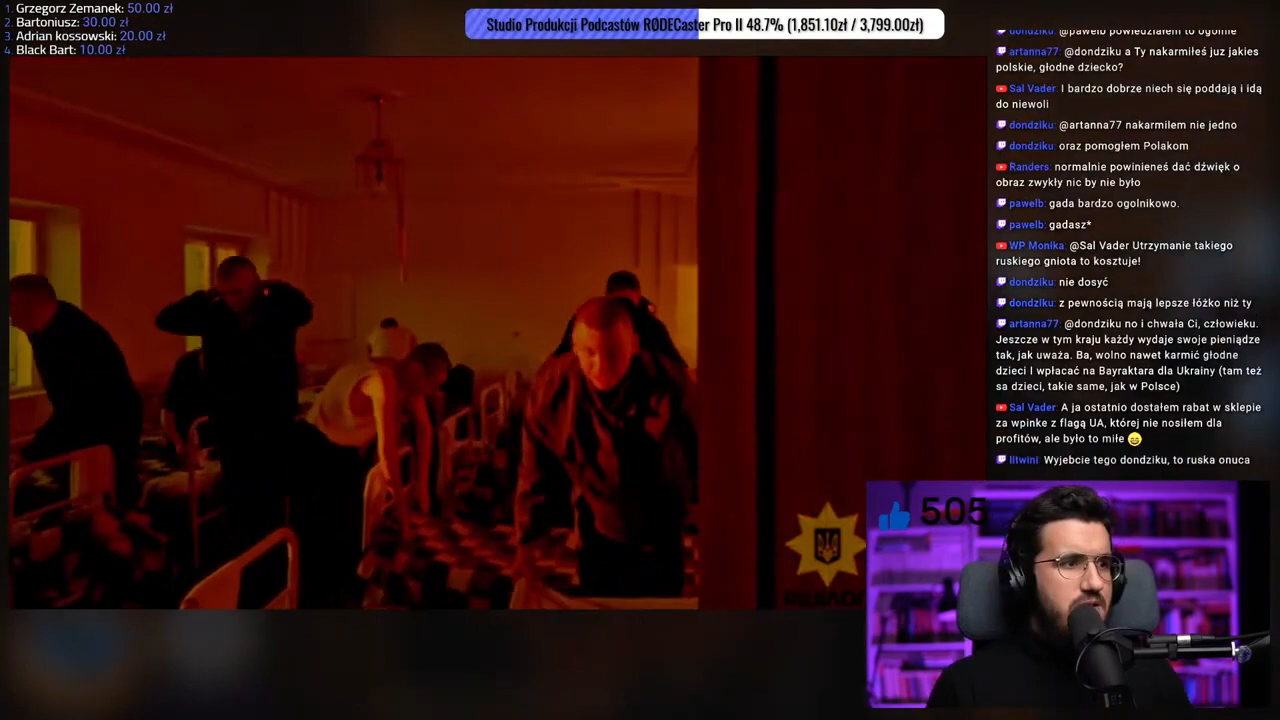 1. Grzegorz Zemanek: 50.00 zł
2. Bartoniusz: 30.00 zł
3. Adrian kossowski: 20.00 zł
4. Black Bart: 10.00 zł
Studio Produkcji Podcastów RØDECaster Pro II 48.7% (1,851.10zł / 3,799.00zł)
dondziku: @pawelb powiedziałem to ogólnie
artanna77: @dondziku a Ty nakarmiłeś juz jakies
polskie, głodne dziecko?
Sal Vader: I bardzo dobrze niech się poddają i idą
do niewoli
dondziku: @artanna77 nakarmilem nie jedno
dondziku: oraz pomogłem Polakom
Randers: normalnie powinieneś dać dźwięk o
obraz zwykły nic by nie było
pawelb: gada bardzo ogolnikowo.
pawelb: gadasz*
WP Monika: @Sal Vader Utrzymanie takiego
ruskiego gniota to kosztuje!
dondziku: nie dosyć
dondziku: z pewnością mają lepsze łóżko niż ty
artanna77: @dondziku no i chwała Ci, człowieku.
Jeszcze w tym kraju każdy wydaje swoje pieniądze
tak, jak uważa. Ba, wolno nawet karmić głodne
dzieci I wpłacać na Bayraktara dla Ukrainy (tam też
sa dzieci, takie same, jak w Polsce)
Sal Vader: A ja ostatnio dostałem rabat w sklepie
za wpinke z flagą UA, której nie nosiłem dla
profitów, ale było to miłe 😄
litwini: Wyjebcie tego dondziku, to ruska onuca
505